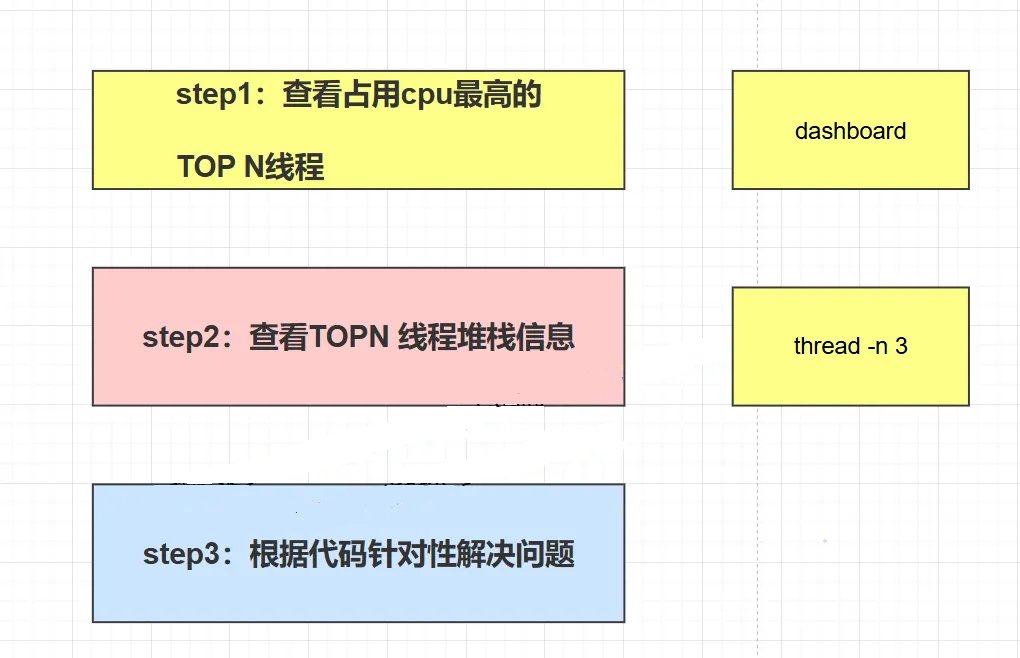 step1：查看占用cpu最高的
TOP N线程
dashboard
step2：查看TOPN 线程堆栈信息
thread -n 3
step3：根据代码针对性解决问题